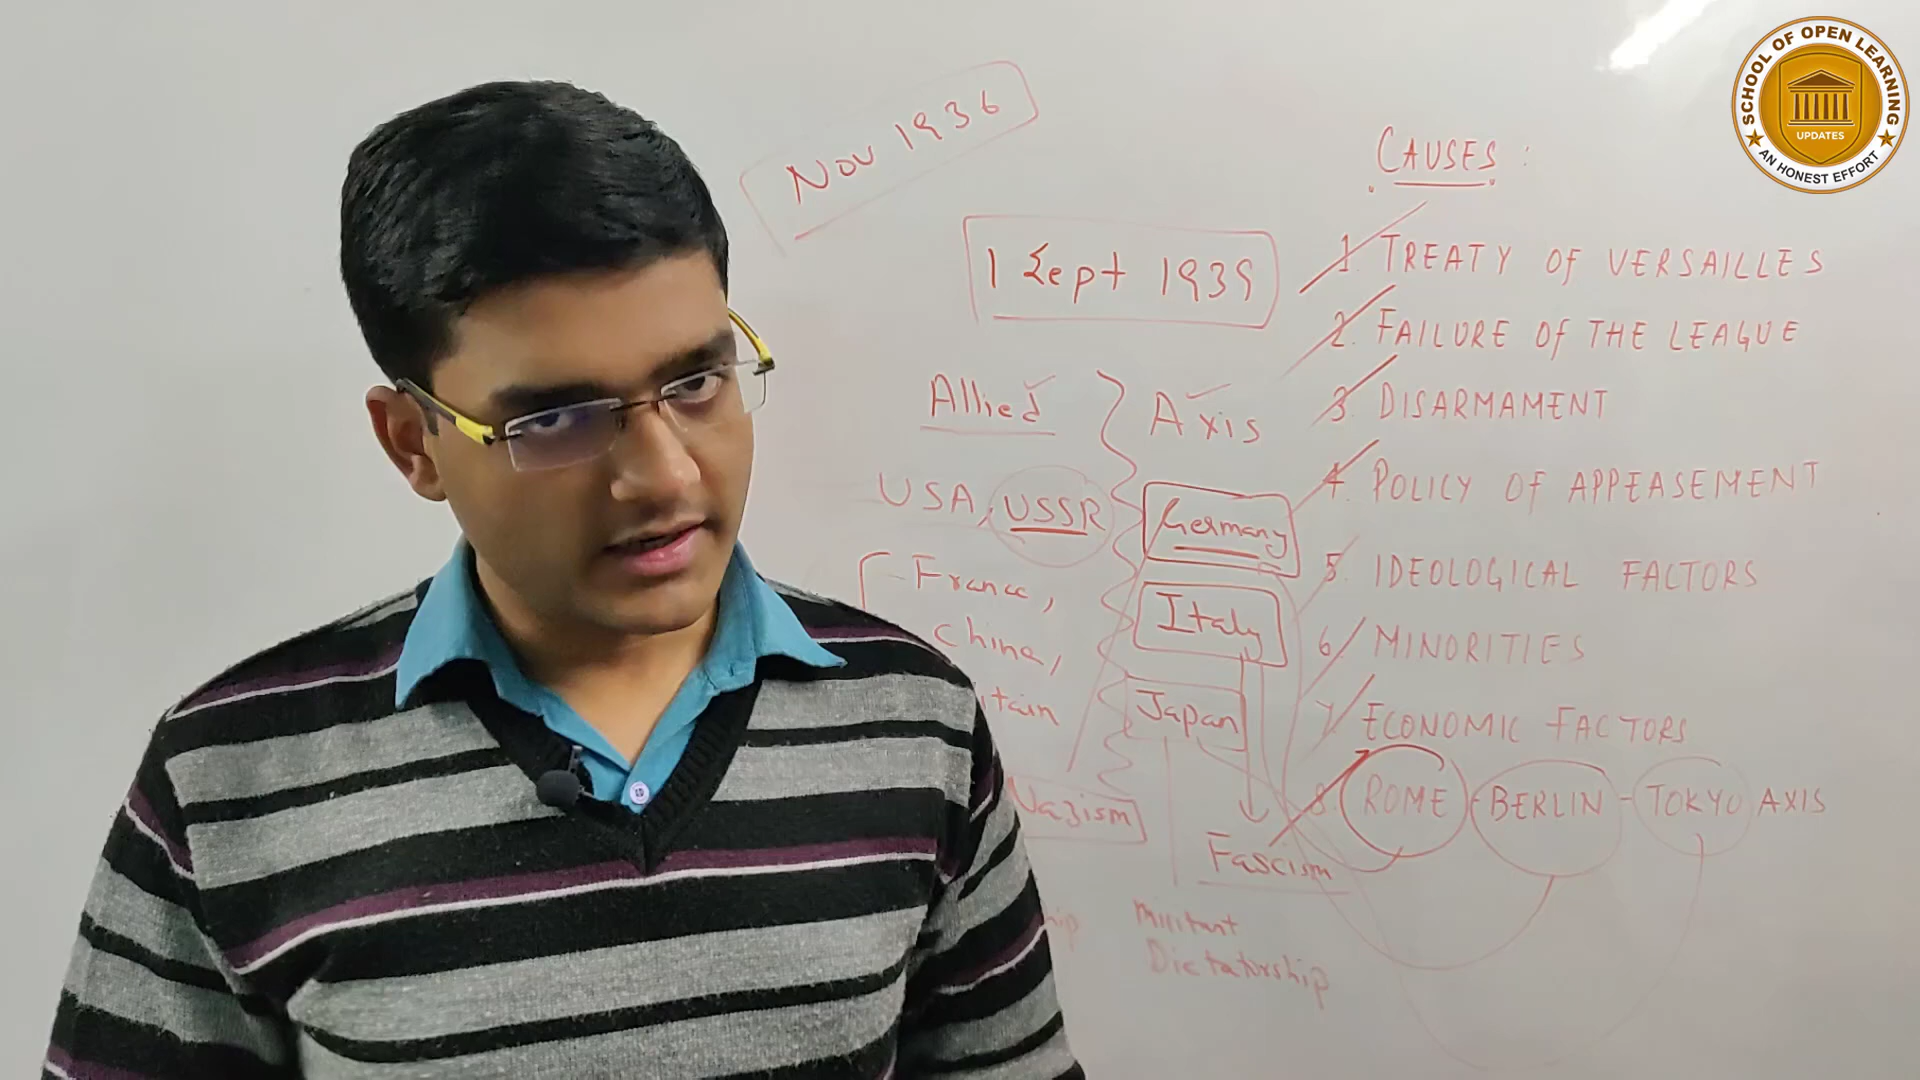 Nov 1936
1 Sept 1939
Allied
Axis
USA, USSR
France,
China,
itain
Germany
Italy
Japan
Nazism
Fascism
hip
Militant
Dictatorship
CAUSES :
1. TREATY OF VERSAILLES
2. FAILURE OF THE LEAGUE
3. DISARMAMENT
4. POLICY OF APPEASEMENT
5. IDEOLOGICAL FACTORS
6 MINORITIES
7 ECONOMIC FACTORS
8. ROME - BERLIN - TOKYO AXIS
SCHOOL OF OPEN LEARNING
UPDATES
AN HONEST EFFORT